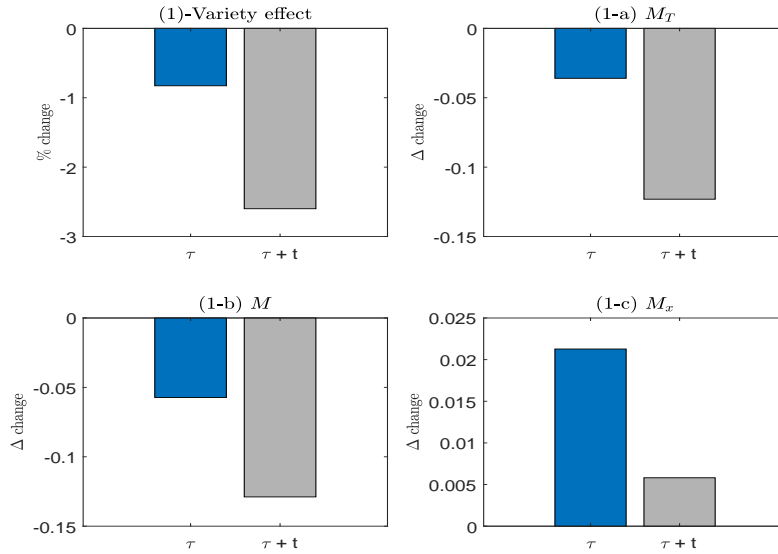 (1)-Variety effect
0
-1
-2
-3
% change
τ
τ + t
(1-a) M_T
0
-0.05
-0.1
-0.15
Δ change
τ
τ + t
(1-b) M
0
-0.05
-0.1
-0.15
Δ change
τ
τ + t
(1-c) M_x
0.025
0.02
0.015
0.01
0.005
0
Δ change
τ
τ + t